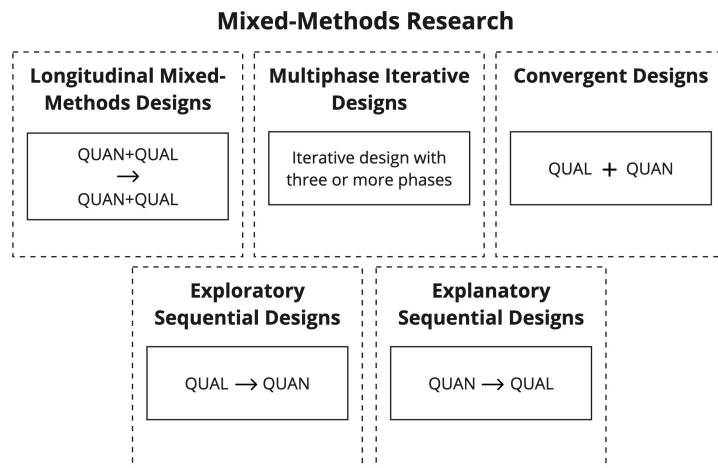 Mixed-Methods Research
Longitudinal Mixed-
Methods Designs
QUAN+QUAL
→
QUAN+QUAL
Multiphase Iterative
Designs
Iterative design with
three or more phases
Convergent Designs
QUAL + QUAN
Exploratory
Sequential Designs
QUAL → QUAN
Explanatory
Sequential Designs
QUAN → QUAL